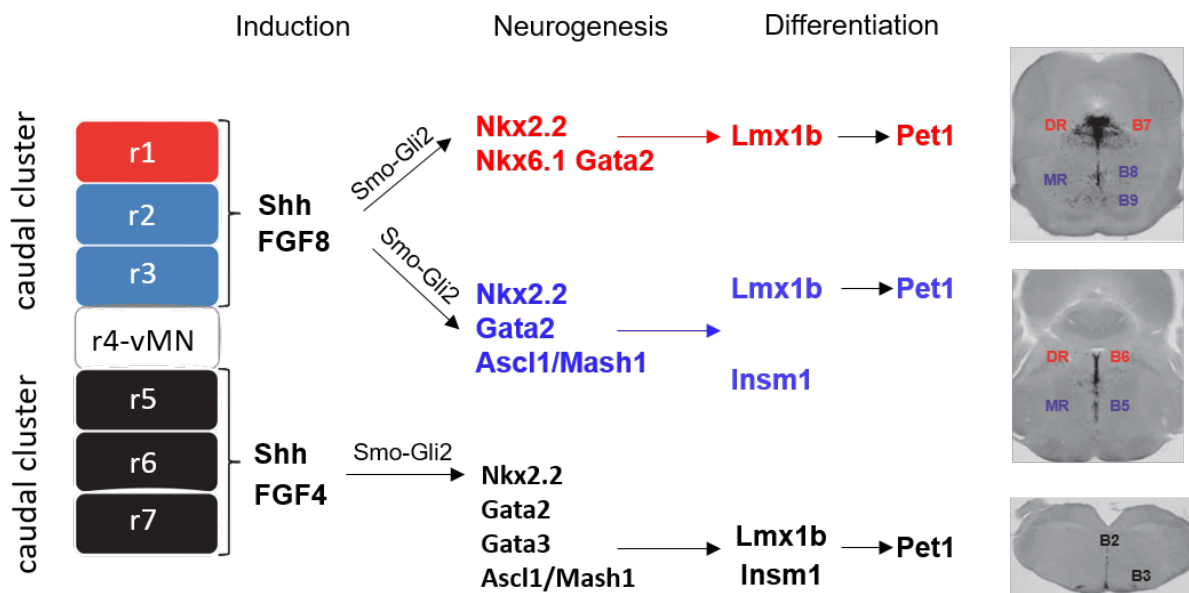 Induction
Neurogenesis
Differentiation
caudal cluster
r1
r2
r3
r4-vMN
caudal cluster
r5
r6
r7
Shh
FGF8
Smo-Gli2
Smo-Gli2
Nkx2.2
Nkx6.1 Gata2
Lmx1b
Pet1
Nkx2.2
Gata2
Ascl1/Mash1
Lmx1b
Pet1
Insm1
Shh
FGF4
Smo-Gli2
Nkx2.2
Gata2
Gata3
Ascl1/Mash1
Lmx1b
Insm1
Pet1
DR B7
MR B8
B9
DR B6
MR B5
B2
B3